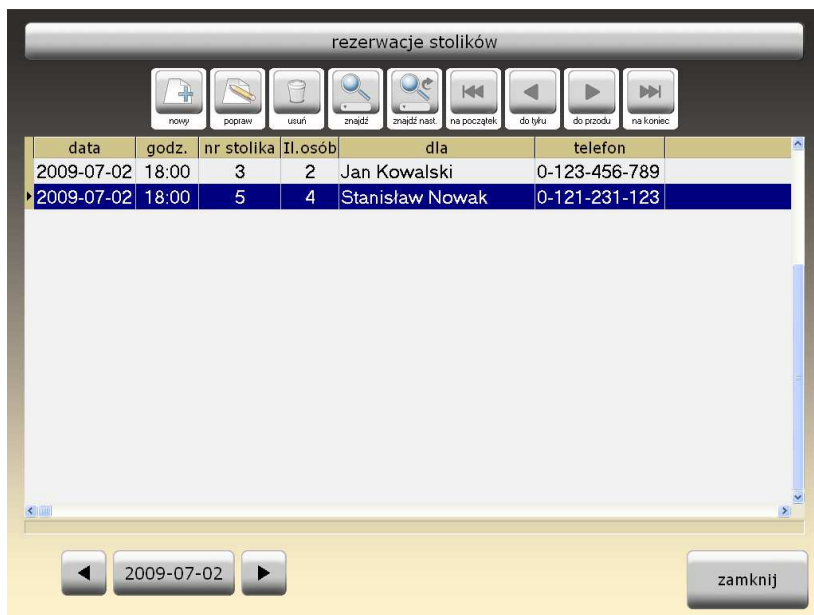 rezerwacje stolików
nowy popraw usuń znajdź znajdź nast. na początek do tyłu do przodu na koniec
data godz. nr stolika Il.osób dla telefon
2009-07-02 18:00 3 2 Jan Kowalski 0-123-456-789
2009-07-02 18:00 5 4 Stanisław Nowak 0-121-231-123
2009-07-02
zamknij